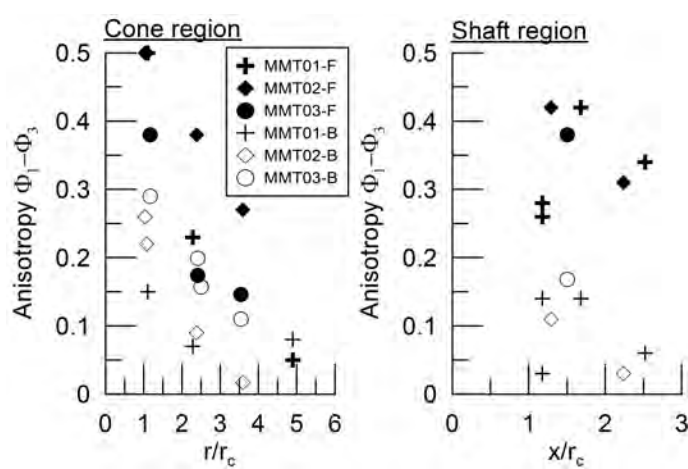 Cone region
Shaft region
Anisotropy Φ₁−Φ₃
0.5
0.4
0.3
0.2
0.1
0
0 1 2 3 4 5 6
r/r_c
MMT01-F
MMT02-F
MMT03-F
MMT01-B
MMT02-B
MMT03-B
Anisotropy Φ₁−Φ₃
0.5
0.4
0.3
0.2
0.1
0
0 1 2 3
x/r_c